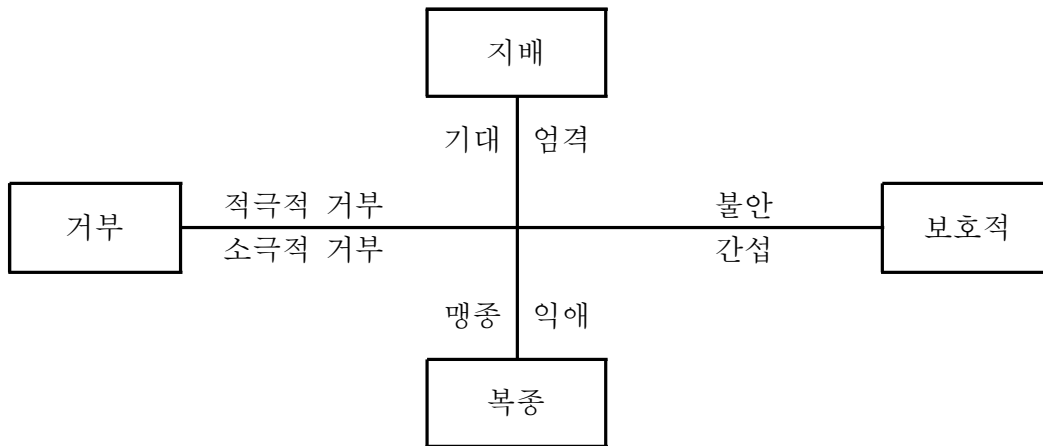 지배
기대 엄격
적극적 거부 불안
거부 보호적
소극적 거부 간섭
맹종 익애
복종